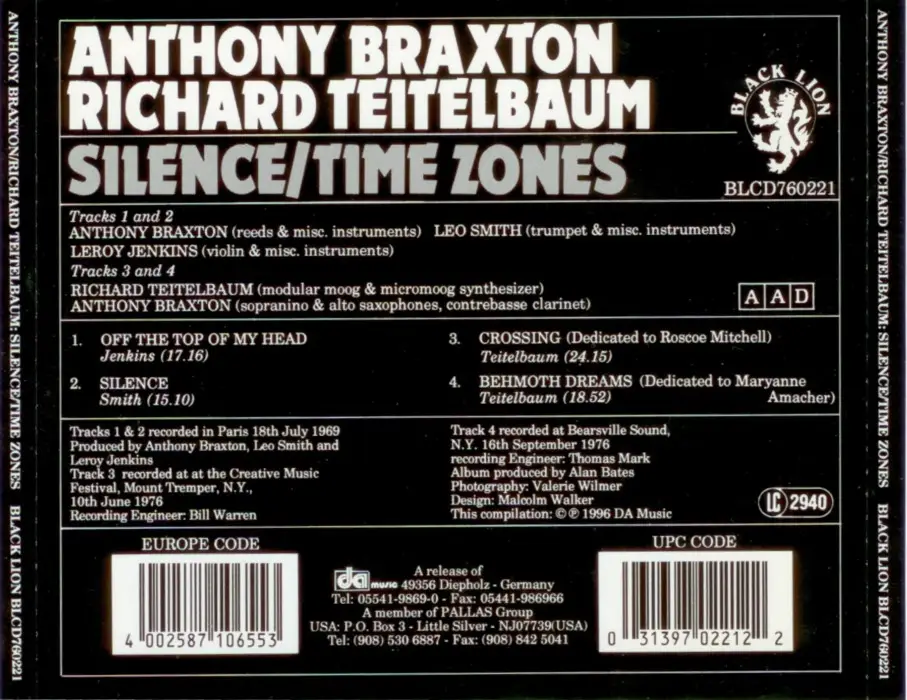 ANTHONY BRAXTON
RICHARD TEITELBAUM
SILENCE/TIME ZONES
BLACK LION
BLCD760221
Tracks 1 and 2
ANTHONY BRAXTON (reeds & misc. instruments) LEO SMITH (trumpet & misc. instruments)
LEROY JENKINS (violin & misc. instruments)
Tracks 3 and 4
RICHARD TEITELBAUM (modular moog & micromoog synthesizer)
ANTHONY BRAXTON (sopranino & alto saxophones, contrebasse clarinet)
AAD
1. OFF THE TOP OF MY HEAD
Jenkins (17.16)
2. SILENCE
Smith (15.10)
3. CROSSING (Dedicated to Roscoe Mitchell)
Teitelbaum (24.15)
4. BEHMOTH DREAMS (Dedicated to Maryanne
Teitelbaum (18.52) Amacher)
Tracks 1 & 2 recorded in Paris 18th July 1969
Produced by Anthony Braxton, Leo Smith and
Leroy Jenkins
Track 3 recorded at at the Creative Music
Festival, Mount Tremper, N.Y.,
10th June 1976
Recording Engineer: Bill Warren
Track 4 recorded at Bearsville Sound,
N.Y. 16th September 1976
recording Engineer: Thomas Mark
Album produced by Alan Bates
Photography: Valerie Wilmer
Design: Malcolm Walker
This compilation: © ℗ 1996 DA Music
LC 2940
EUROPE CODE
4 002587 106553
da music
A release of
49356 Diepholz - Germany
Tel: 05541-9869-0 - Fax: 05441-986966
A member of PALLAS Group
USA: P.O. Box 3 - Little Silver - NJ07739(USA)
Tel: (908) 530 6887 - Fax: (908) 842 5041
UPC CODE
0 31397 02212 2
ANTHONY BRAXTON/RICHARD TEITELBAUM: SILENCE/TIME ZONES BLACK LION BLCD760221
ANTHONY BRAXTON/RICHARD TEITELBAUM: SILENCE/TIME ZONES BLACK LION BLCD760221